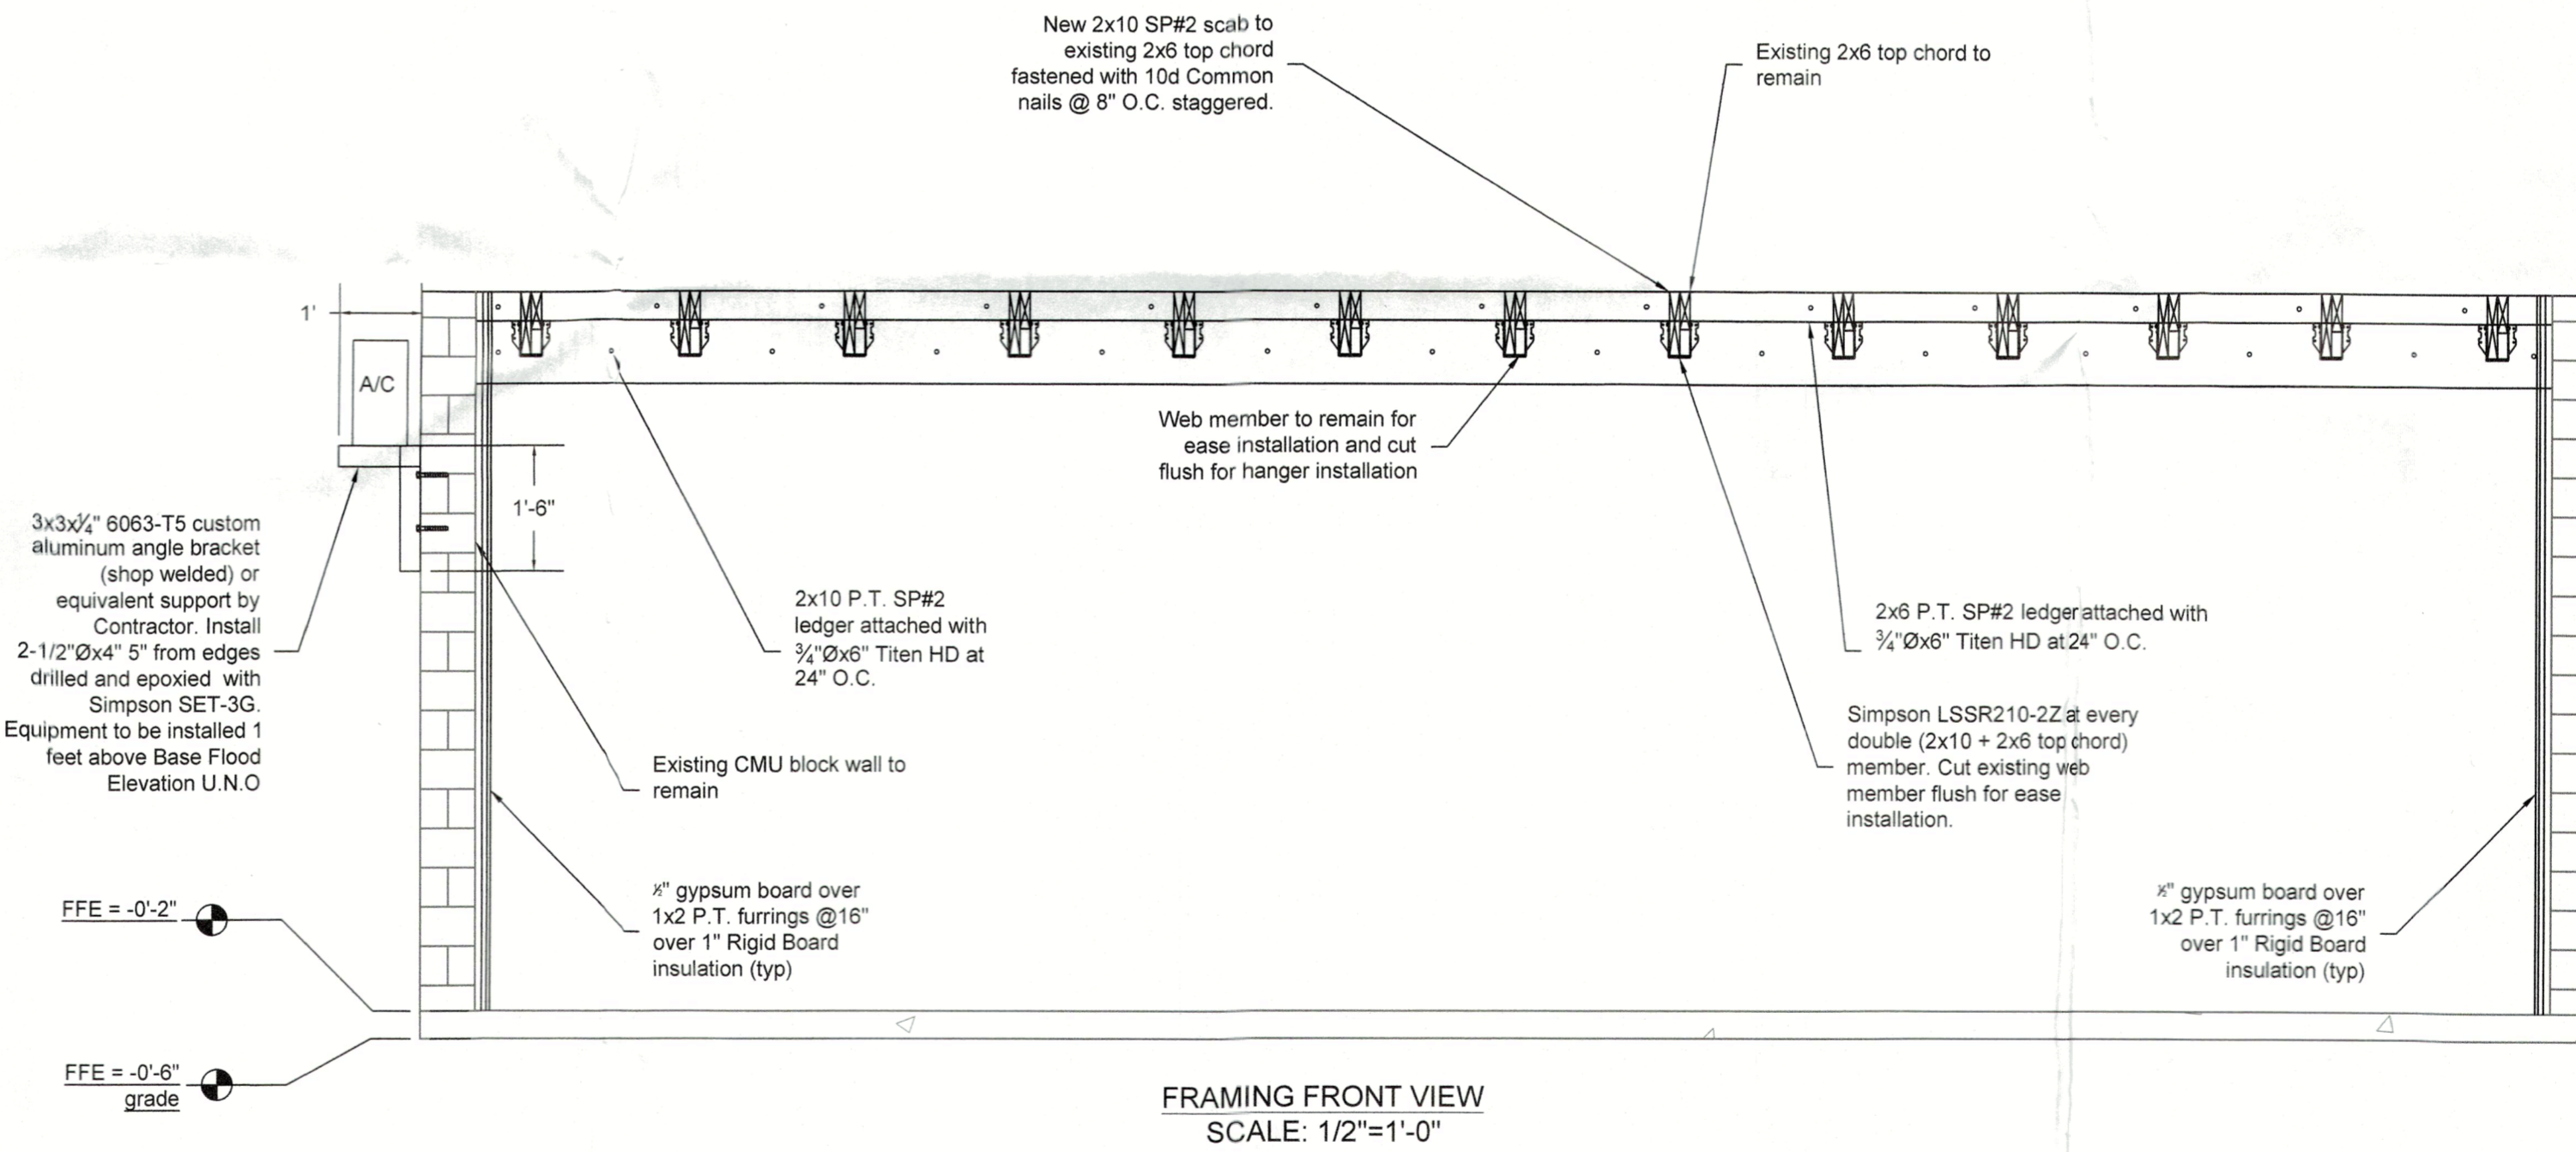 New 2x10 SP#2 scab to
existing 2x6 top chord
fastened with 10d Common
nails @ 8" O.C. staggered.
Existing 2x6 top chord to
remain
1'
A/C
1'-6"
Web member to remain for
ease installation and cut
flush for hanger installation
3x3x¼" 6063-T5 custom
aluminum angle bracket
(shop welded) or
equivalent support by
Contractor. Install
2-1/2"Øx4" 5" from edges
drilled and epoxied with
Simpson SET-3G.
Equipment to be installed 1
feet above Base Flood
Elevation U.N.O
2x10 P.T. SP#2
ledger attached with
¾"Øx6" Titen HD at
24" O.C.
2x6 P.T. SP#2 ledger attached with
¾"Øx6" Titen HD at 24" O.C.
Simpson LSSR210-2Z at every
double (2x10 + 2x6 top chord)
member. Cut existing web
member flush for ease
installation.
Existing CMU block wall to
remain
½" gypsum board over
1x2 P.T. furrings @16"
over 1" Rigid Board
insulation (typ)
½" gypsum board over
1x2 P.T. furrings @16"
over 1" Rigid Board
insulation (typ)
FFE = -0'-2"
FFE = -0'-6"
grade
FRAMING FRONT VIEW
SCALE: 1/2"=1'-0"